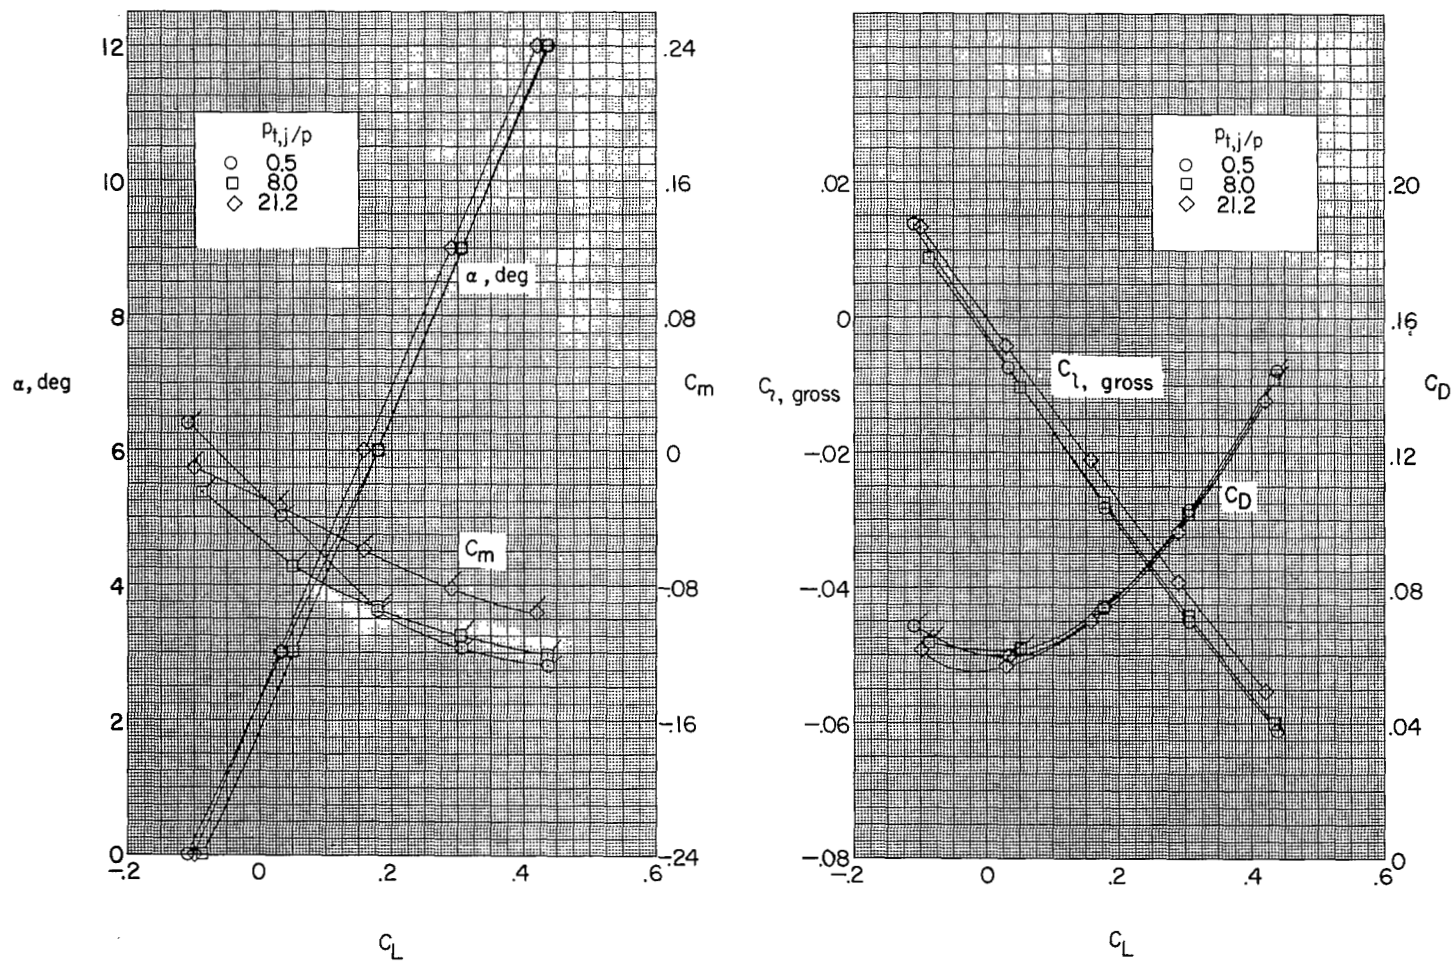 12
10
8
6
4
2
0
α, deg
p_t,j/p
○ 0.5
□ 8.0
◇ 21.2
α, deg
C_m
.24
.16
.08
0
-.08
-.16
-.24
C_m
-.2 0 .2 .4 .6
C_L
.02
0
-.02
-.04
-.06
-.08
C_l, gross
p_t,j/p
○ 0.5
□ 8.0
◇ 21.2
C_l, gross
C_D
.20
.16
.12
.08
.04
0
C_D
-.2 0 .2 .4 .6
C_L